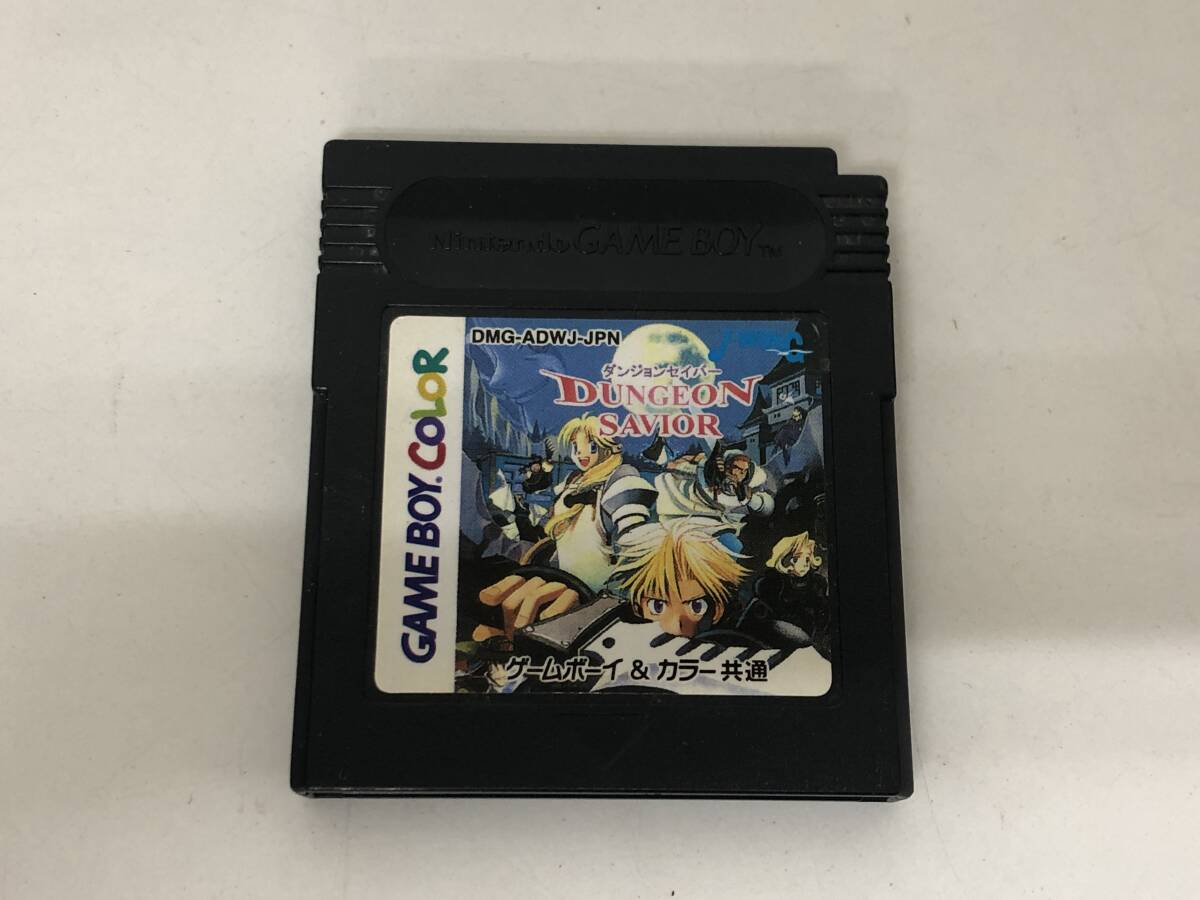 Nintendo GAME BOY™
DMG-ADWJ-JPN
ダンジョンセイバー
DUNGEON
SAVIOR
GAME BOY COLOR
ゲームボーイ & カラー共通